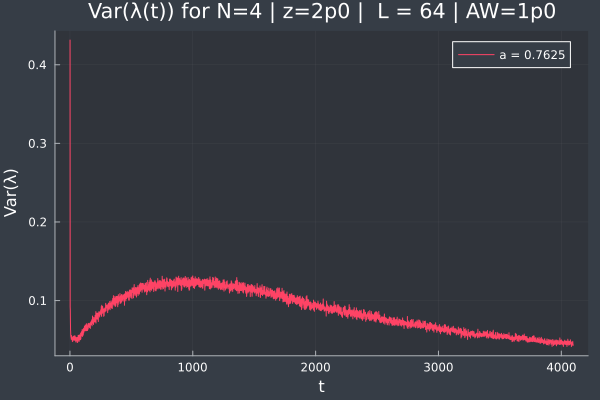 Var(λ(t)) for N=4 | z=2p0 |  L = 64 | AW=1p0
a = 0.7625
Var(λ)
0.4
0.3
0.2
0.1
0 1000 2000 3000 4000
t